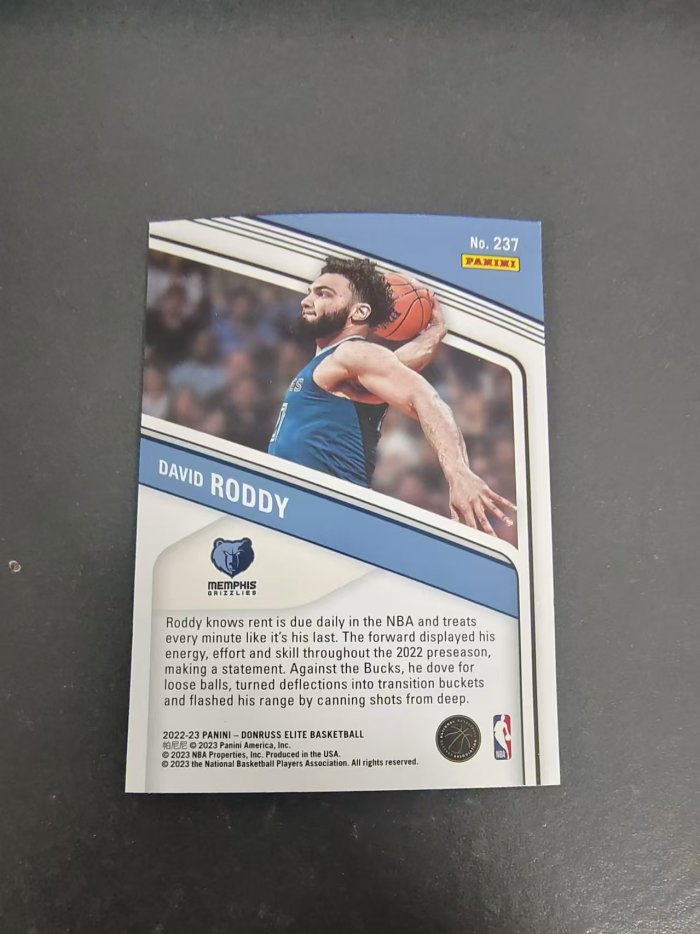 No. 237
PANINI
DAVID RODDY
MEMPHIS
GRIZZLIES
Roddy knows rent is due daily in the NBA and treats
every minute like it's his last. The forward displayed his
energy, effort and skill throughout the 2022 preseason,
making a statement. Against the Bucks, he dove for
loose balls, turned deflections into transition buckets
and flashed his range by canning shots from deep.
2022-23 PANINI – DONRUSS ELITE BASKETBALL
帕尼尼 © 2023 Panini America, Inc.
© 2023 NBA Properties, Inc. Produced in the USA.
© 2023 the National Basketball Players Association. All rights reserved.
NBA